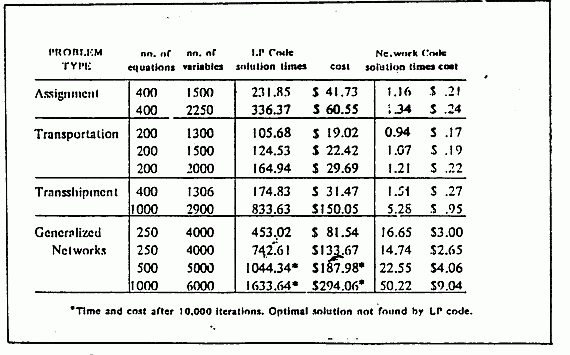 PROBLEM no. of no. of LP Code Network Code
TYPE equations variables solution times cost solution times cost
Assignment 400 1500 231.85 $ 41.73 1.16 $ .21
400 2250 336.37 $ 60.55 1.34 $ .24
Transportation 200 1300 105.68 $ 19.02 0.94 $ .17
200 1500 124.53 $ 22.42 1.07 $ .19
200 2000 164.94 $ 29.69 1.21 $ .22
Transshipment 400 1306 174.83 $ 31.47 1.51 $ .27
1000 2900 833.63 $150.05 5.28 $ .95
Generalized 250 4000 453.02 $ 81.54 16.65 $3.00
Networks 250 4000 742.61 $133.67 14.74 $2.65
500 5000 1044.34* $187.98* 22.55 $4.06
1000 6000 1633.64* $294.06* 50.22 $9.04
*Time and cost after 10,000 iterations. Optimal solution not found by LP code.